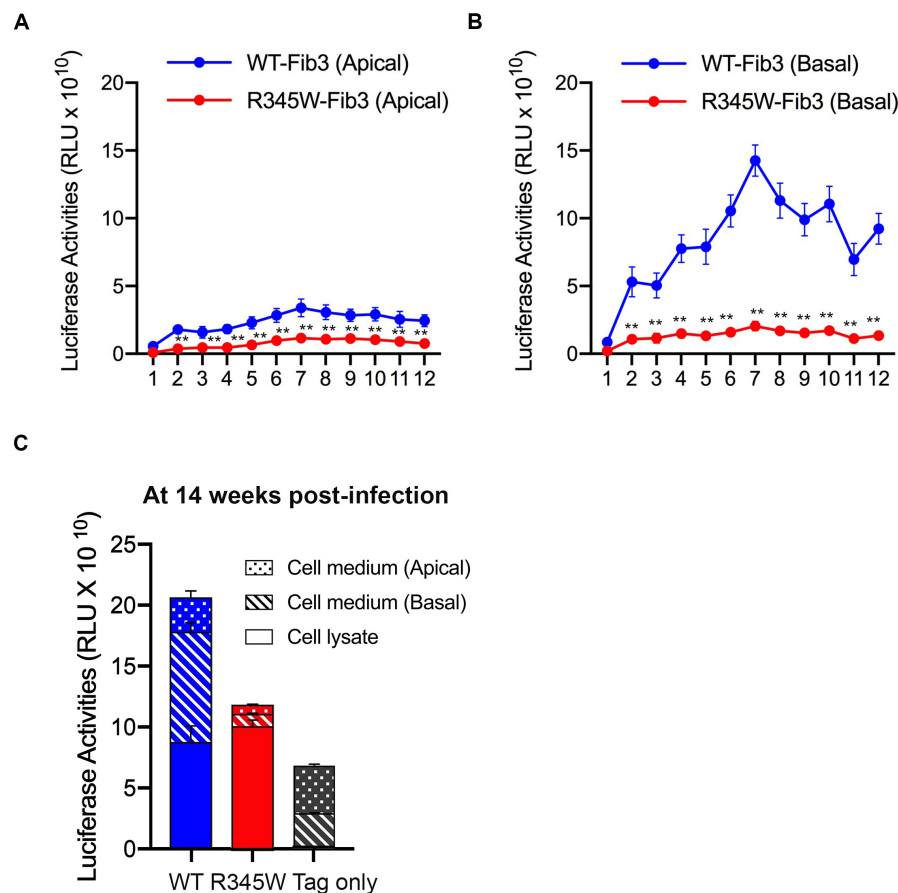 A
WT-Fib3 (Apical)
R345W-Fib3 (Apical)
Luciferase Activities (RLU x 10^10)
20
15
10
5
0
** ** ** ** ** ** ** ** ** ** **
1 2 3 4 5 6 7 8 9 10 11 12
B
WT-Fib3 (Basal)
R345W-Fib3 (Basal)
Luciferase Activities (RLU x 10^10)
20
15
10
5
0
** ** ** ** ** ** ** ** ** ** **
1 2 3 4 5 6 7 8 9 10 11 12
C
At 14 weeks post-infection
Luciferase Activities (RLU X 10^10)
25
20
15
10
5
0
Cell medium (Apical)
Cell medium (Basal)
Cell lysate
WT R345W Tag only